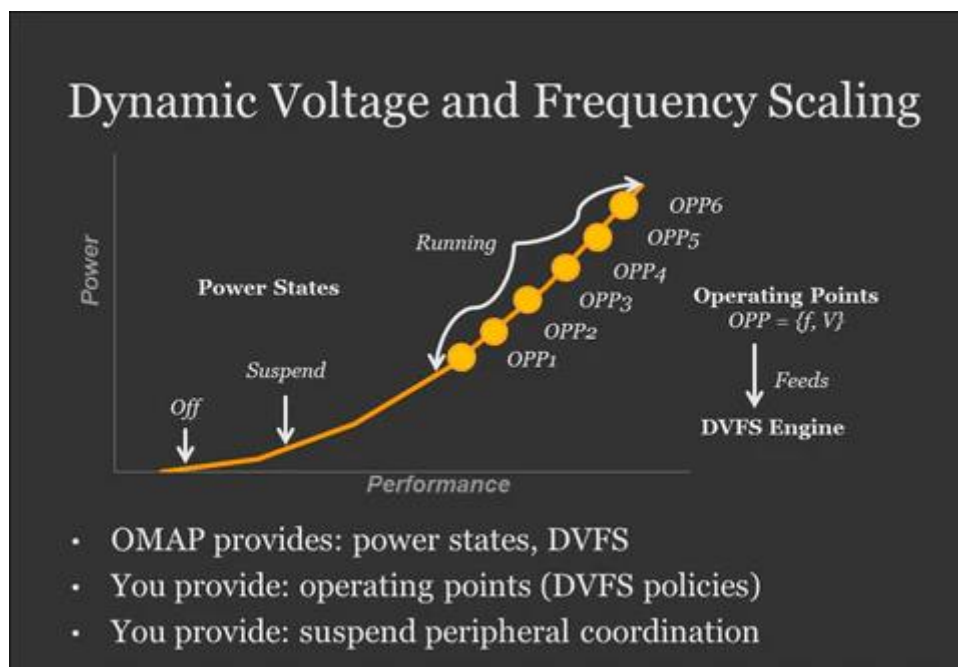 Dynamic Voltage and Frequency Scaling
Power
Power States
Off
Suspend
Running
OPP6
OPP5
OPP4
OPP3
OPP2
OPP1
Operating Points
OPP = {f, V}
Feeds
DVFS Engine
Performance
• OMAP provides: power states, DVFS
• You provide: operating points (DVFS policies)
• You provide: suspend peripheral coordination